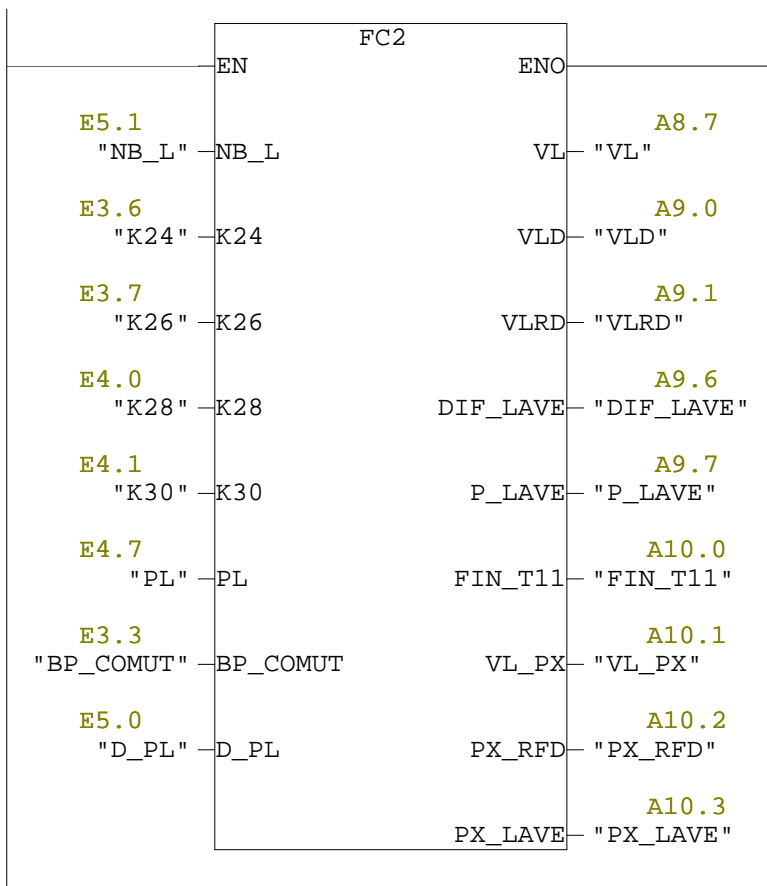 FC2
EN ENO
E5.1 A8.7
"NB_L" NB_L VL "VL"
E3.6 A9.0
"K24" K24 VLD "VLD"
E3.7 A9.1
"K26" K26 VLRD "VLRD"
E4.0 A9.6
"K28" K28 DIF_LAVE "DIF_LAVE"
E4.1 A9.7
"K30" K30 P_LAVE "P_LAVE"
E4.7 A10.0
"PL" PL FIN_T11 "FIN_T11"
E3.3 A10.1
"BP_COMUT" BP_COMUT VL_PX "VL_PX"
E5.0 A10.2
"D_PL" D_PL PX_RFD "PX_RFD"
A10.3
PX_LAVE "PX_LAVE"